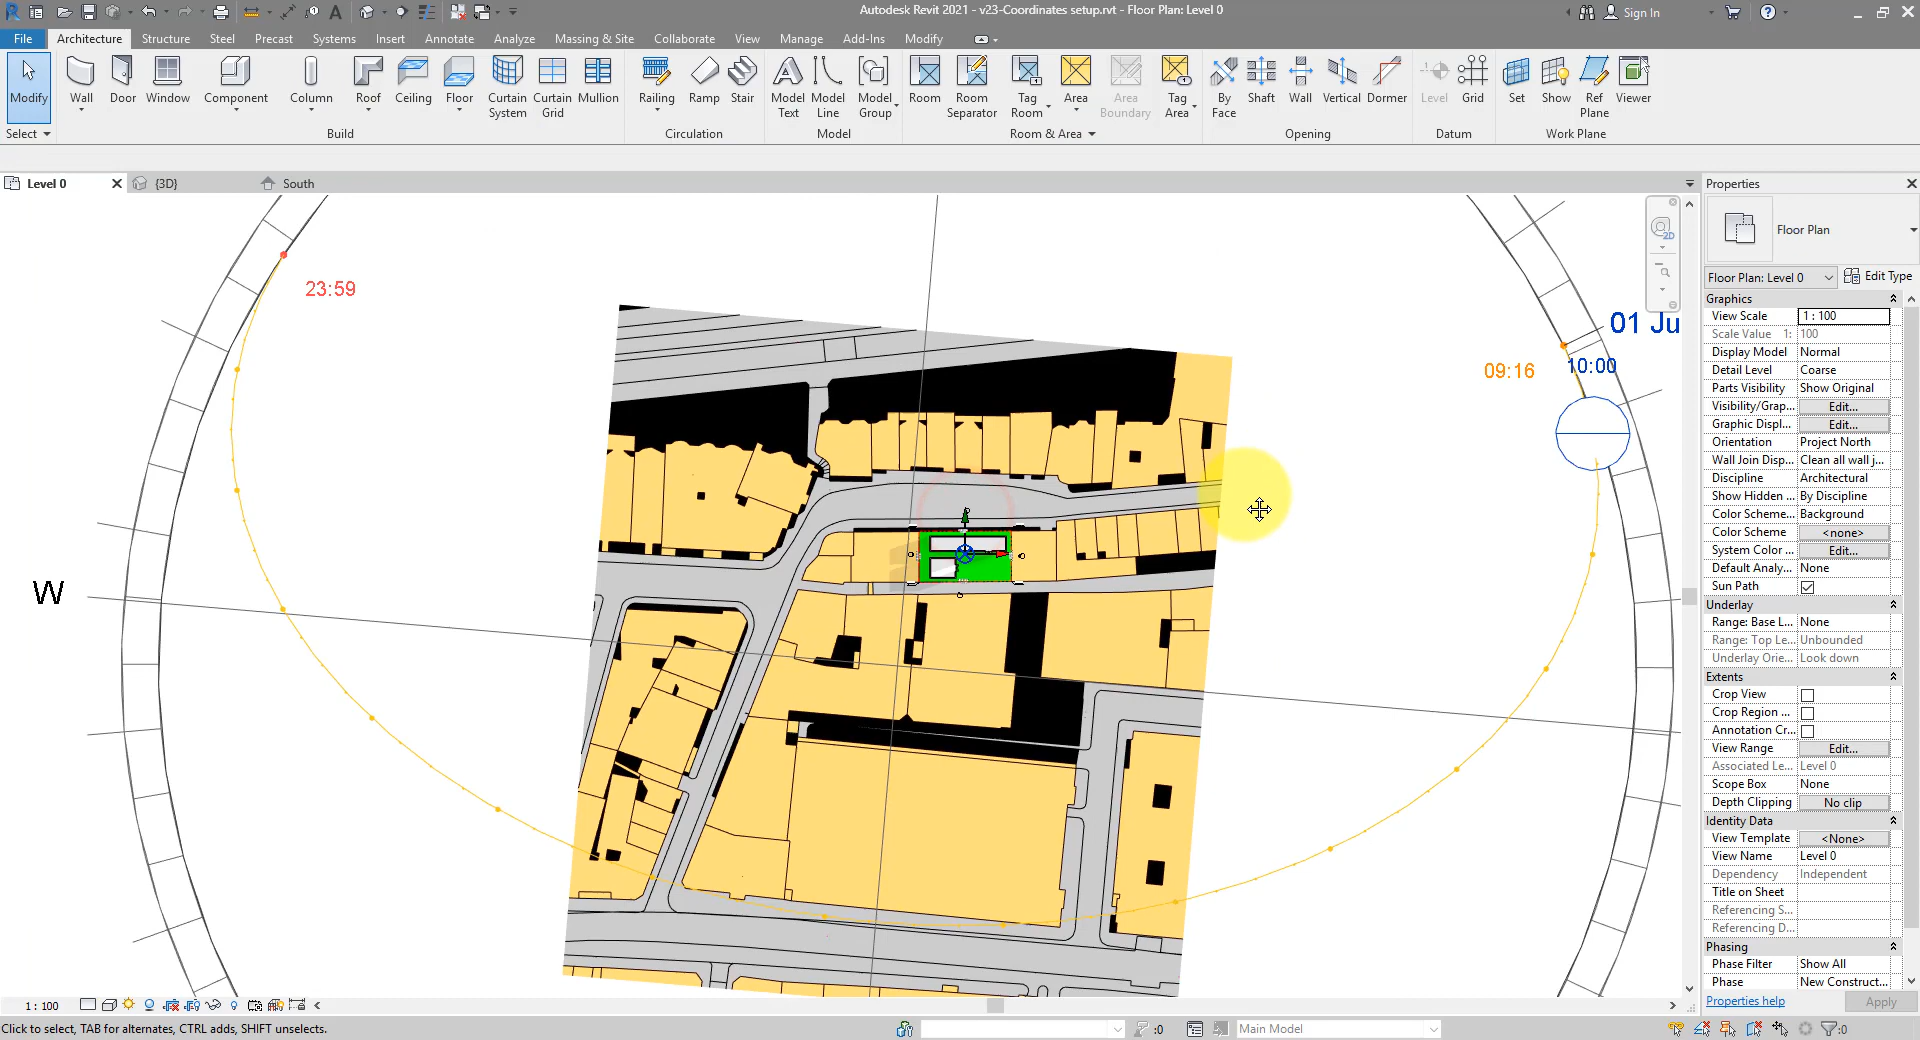 Autodesk Revit 2021 - v23-Coordinates setup.rvt - Floor Plan: Level 0
Sign In
File Architecture Structure Steel Precast Systems Insert Annotate Analyze Massing & Site Collaborate View Manage Add-Ins Modify
Modify Wall Door Window Component Column Roof Ceiling Floor Curtain System Curtain Grid Mullion Railing Ramp Stair Model Text Model Line Model Group Room Room Separator Tag Room Area Area Boundary Tag Area By Face Shaft Wall Vertical Dormer Level Grid Set Show Ref Plane Viewer
Select Build Circulation Model Room & Area Opening Datum Work Plane
Level 0 {3D} South
23:59
01 Ju
09:16
10:00
W
2D
Properties
Floor Plan
Floor Plan: Level 0 Edit Type
Graphics
View Scale 1 : 100
Scale Value 1: 100
Display Model Normal
Detail Level Coarse
Parts Visibility Show Original
Visibility/Grap... Edit...
Graphic Displ... Edit...
Orientation Project North
Wall Join Disp... Clean all wall j...
Discipline Architectural
Show Hidden ... By Discipline
Color Scheme... Background
Color Scheme <none>
System Color ... Edit...
Default Analy... None
Sun Path
Underlay
Range: Base L... None
Range: Top Le... Unbounded
Underlay Orie... Look down
Extents
Crop View
Crop Region ...
Annotation Cr...
View Range Edit...
Associated Le... Level 0
Scope Box None
Depth Clipping No clip
Identity Data
View Template <None>
View Name Level 0
Dependency Independent
Title on Sheet
Referencing S...
Referencing D...
Phasing
Phase Filter Show All
Phase New Construct...
Properties help Apply
1 : 100
Click to select, TAB for alternates, CTRL adds, SHIFT unselects.
:0
Main Model
:0